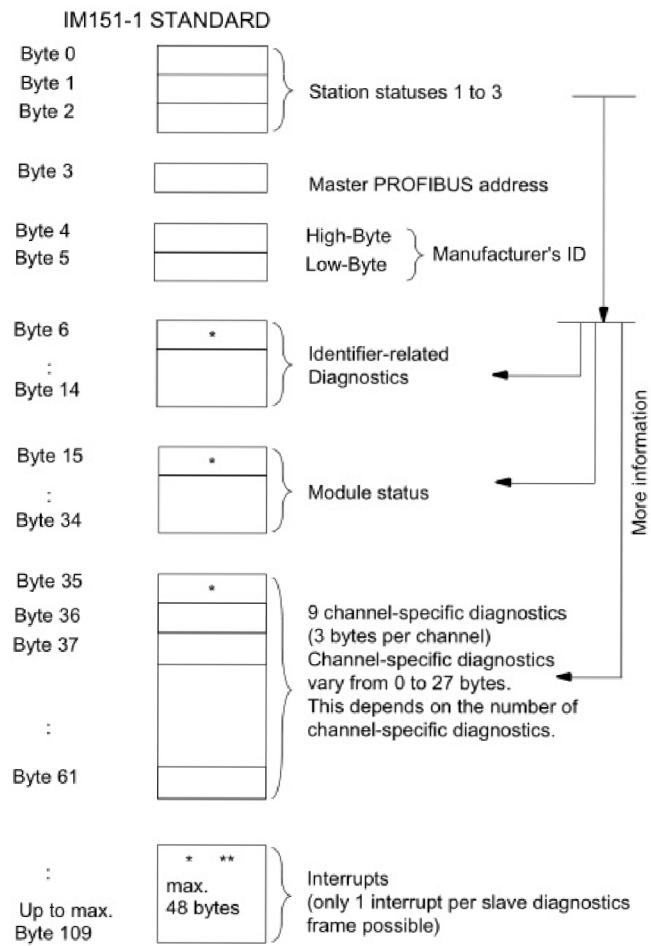 IM151-1 STANDARD
Byte 0
Byte 1
Byte 2
Station statuses 1 to 3
Byte 3
Master PROFIBUS address
Byte 4
High-Byte
Byte 5
Low-Byte
Manufacturer's ID
Byte 6
*
:
Byte 14
Identifier-related
Diagnostics
Byte 15
*
:
Byte 34
Module status
More information
Byte 35
*
Byte 36
Byte 37
9 channel-specific diagnostics
(3 bytes per channel)
Channel-specific diagnostics
vary from 0 to 27 bytes.
This depends on the number of
channel-specific diagnostics.
:
Byte 61
* **
:
max.
48 bytes
Up to max.
Byte 109
Interrupts
(only 1 interrupt per slave diagnostics
frame possible)